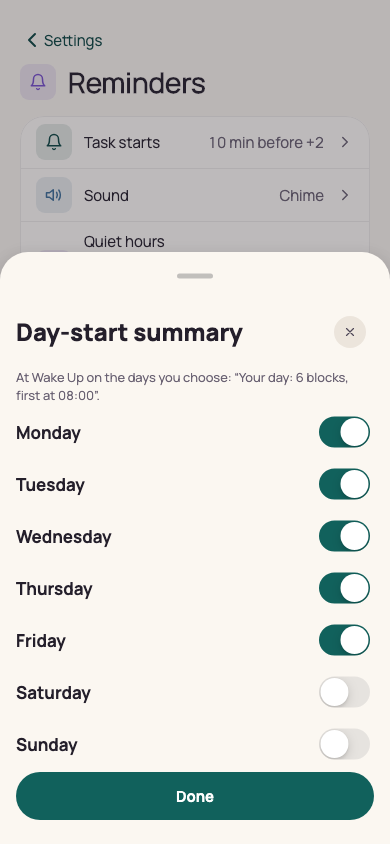 Settings
Reminders
Task starts 10 min before +2
Sound Chime
Quiet hours
Day-start summary
At Wake Up on the days you choose: “Your day: 6 blocks,
first at 08:00”.
Monday
Tuesday
Wednesday
Thursday
Friday
Saturday
Sunday
Done